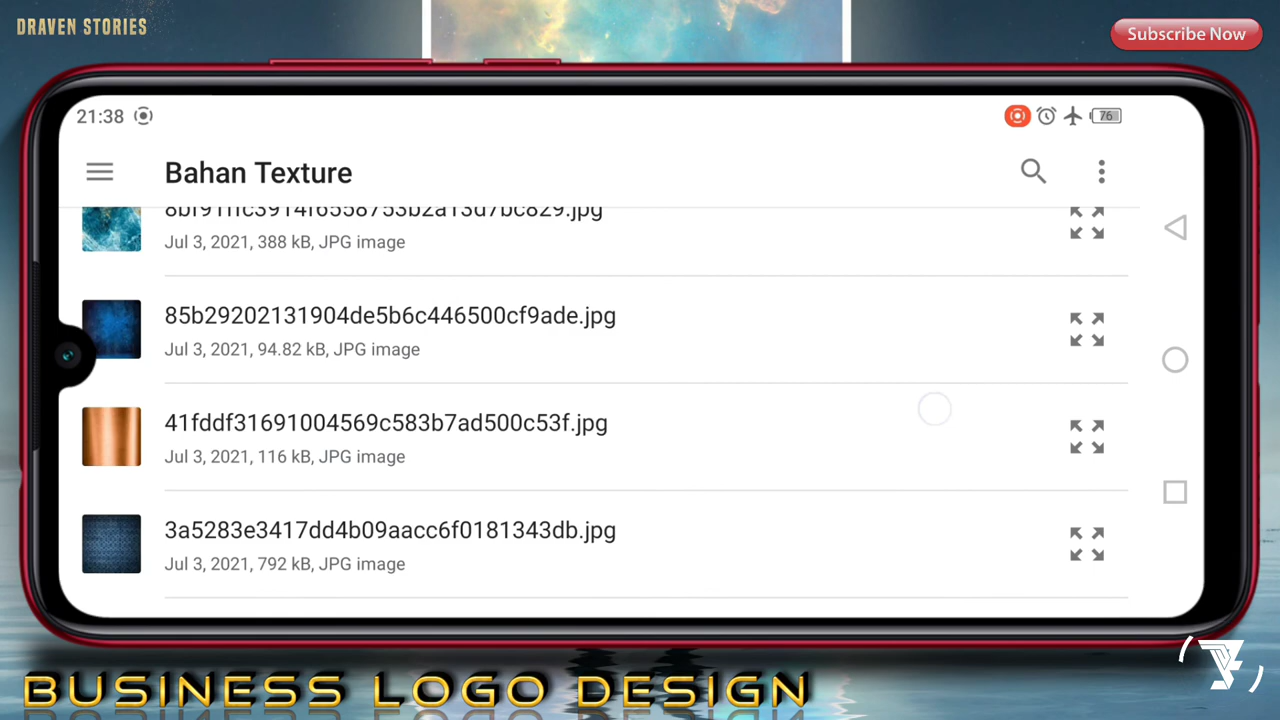 DRAVEN STORIES
Subscribe Now
21:38
76
Bahan Texture
Jul 3, 2021, 388 kB, JPG image
85b29202131904de5b6c446500cf9ade.jpg
Jul 3, 2021, 94.82 kB, JPG image
41fddf31691004569c583b7ad500c53f.jpg
Jul 3, 2021, 116 kB, JPG image
3a5283e3417dd4b09aacc6f0181343db.jpg
Jul 3, 2021, 792 kB, JPG image
BUSINESS LOGO DESIGN